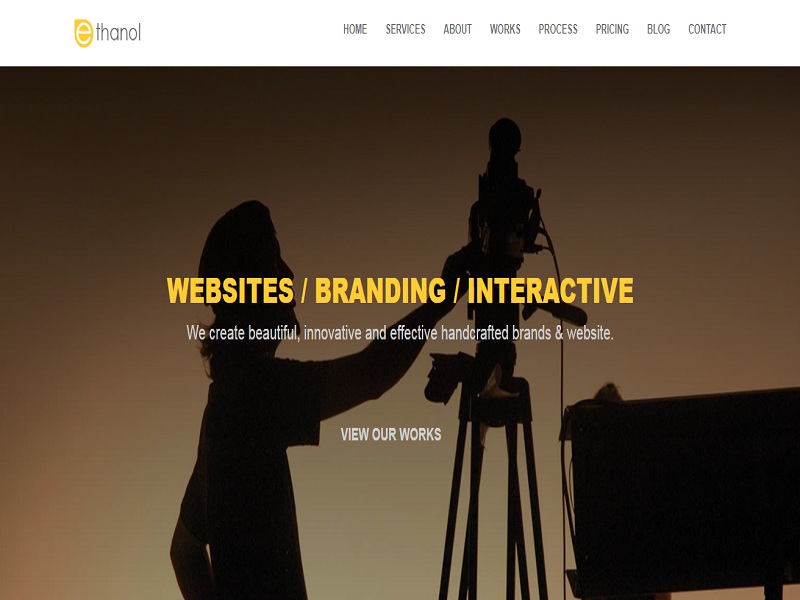 ethanol
HOME SERVICES ABOUT WORKS PROCESS PRICING BLOG CONTACT
WEBSITES / BRANDING / INTERACTIVE
We create beautiful, innovative and effective handcrafted brands & website.
VIEW OUR WORKS